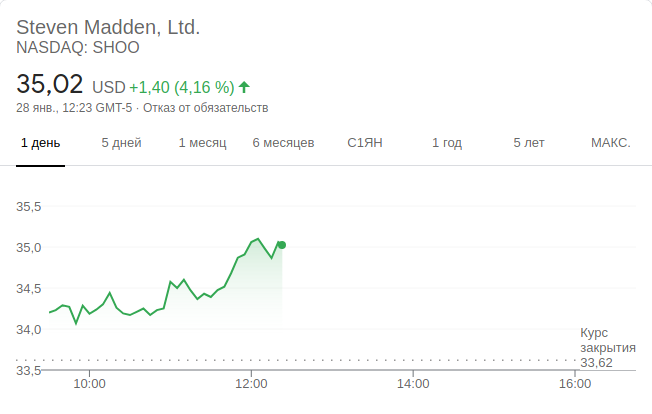 Steven Madden, Ltd.
NASDAQ: SHOO
35,02 USD +1,40 (4,16 %)
28 янв., 12:23 GMT-5 · Отказ от обязательств
1 день 5 дней 1 месяц 6 месяцев С1ЯН 1 год 5 лет МАКС.
35,5
35,0
34,5
34,0
33,5
Курс
закрытия
33,62
10:00 12:00 14:00 16:00